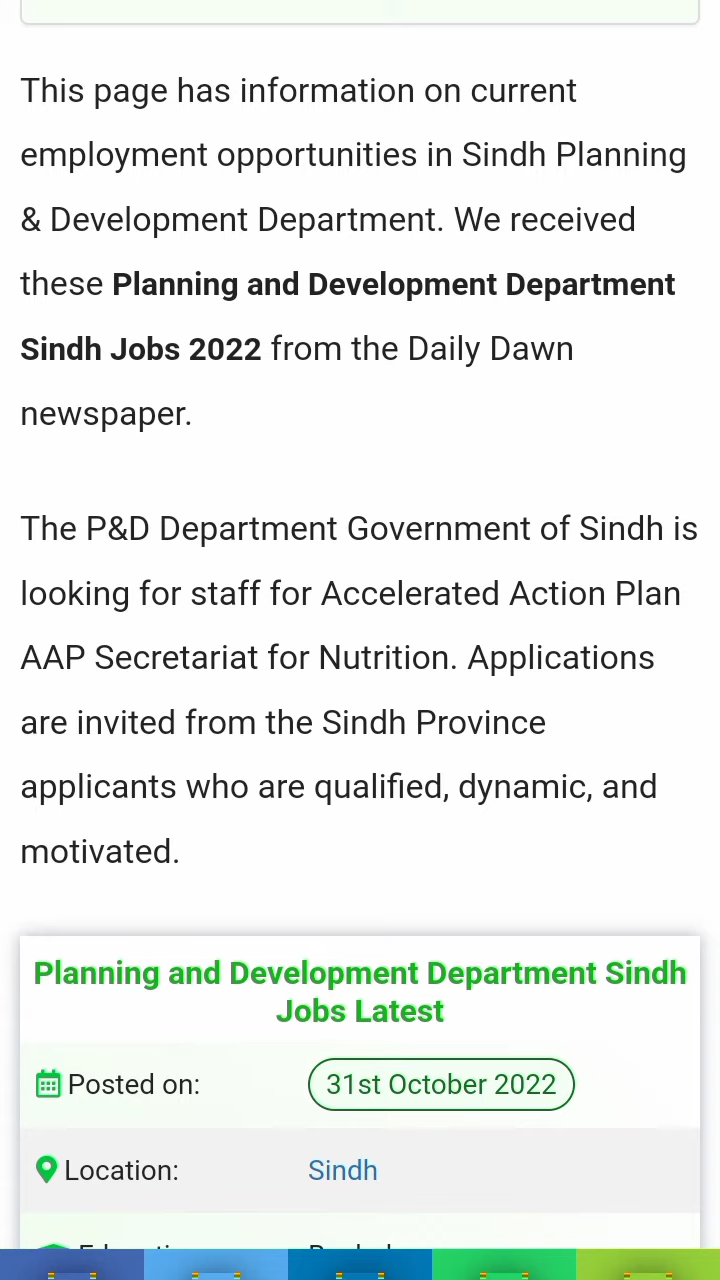 This page has information on current
employment opportunities in Sindh Planning
& Development Department. We received
these Planning and Development Department
Sindh Jobs 2022 from the Daily Dawn
newspaper.
The P&D Department Government of Sindh is
looking for staff for Accelerated Action Plan
AAP Secretariat for Nutrition. Applications
are invited from the Sindh Province
applicants who are qualified, dynamic, and
motivated.
Planning and Development Department Sindh
Jobs Latest
Posted on: 31st October 2022
Location: Sindh